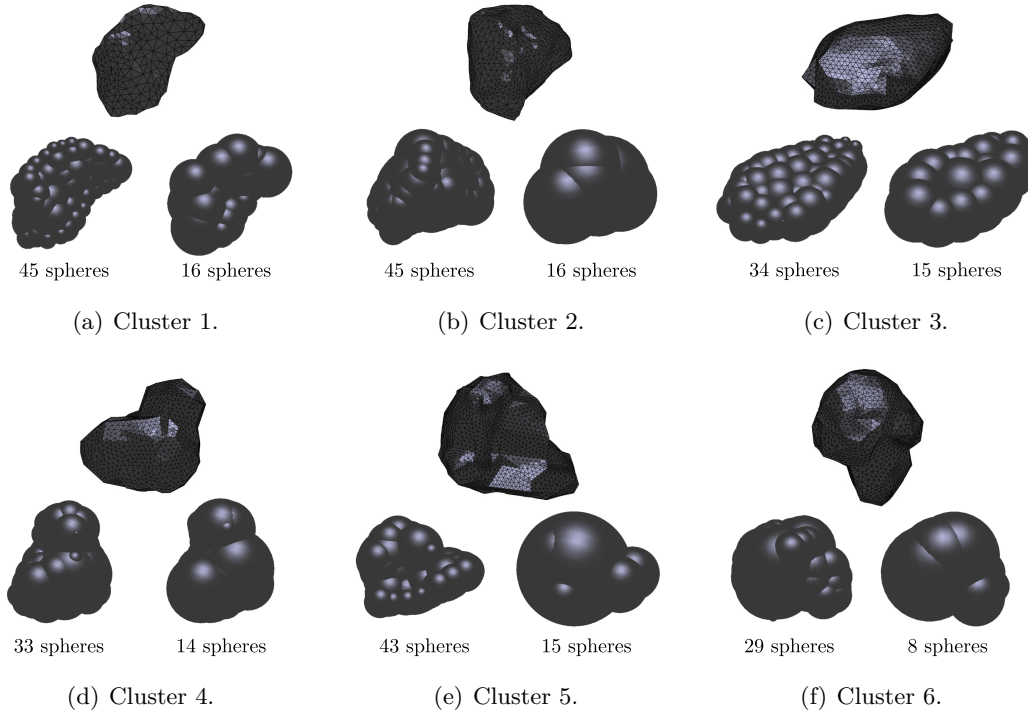 45 spheres
16 spheres
45 spheres
16 spheres
34 spheres
15 spheres
(a) Cluster 1.
(b) Cluster 2.
(c) Cluster 3.
33 spheres
14 spheres
43 spheres
15 spheres
29 spheres
8 spheres
(d) Cluster 4.
(e) Cluster 5.
(f) Cluster 6.